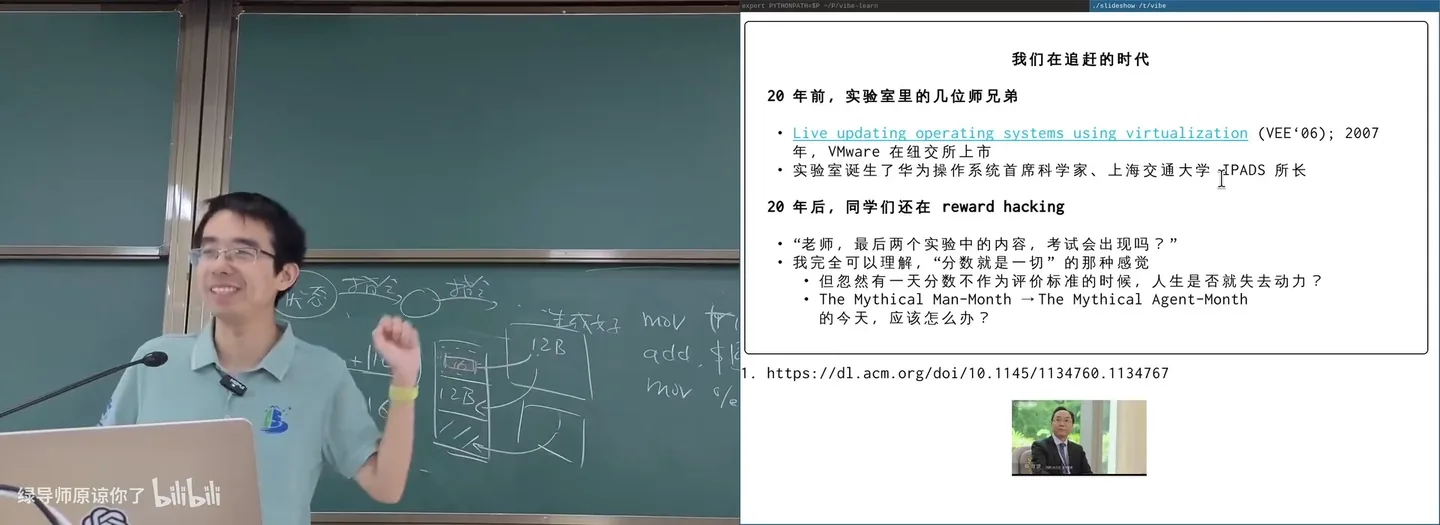 export PYTHONPATH=$P ~/P/vibe-learn
./slideshow /t/vibe
我们在追赶的时代
20 年前，实验室里的几位师兄弟
• Live updating operating systems using virtualization (VEE‘06); 2007
年，VMware 在纽交所上市
• 实验室诞生了华为操作系统首席科学家、上海交通大学 IPADS 所长
20 年后，同学们还在 reward hacking
• “老师，最后两个实验中的内容，考试会出现吗？”
• 我完全可以理解，“分数就是一切”的那种感觉
• 但忽然有一天分数不作为评价标准的时候，人生是否就失去动力？
• The Mythical Man-Month →The Mythical Agent-Month
的今天，应该怎么办？
1. https://dl.acm.org/doi/10.1145/1134760.1134767
状态 指令 指令
mov
12B
add
12B
mov
绿导师原谅你了 bilibili